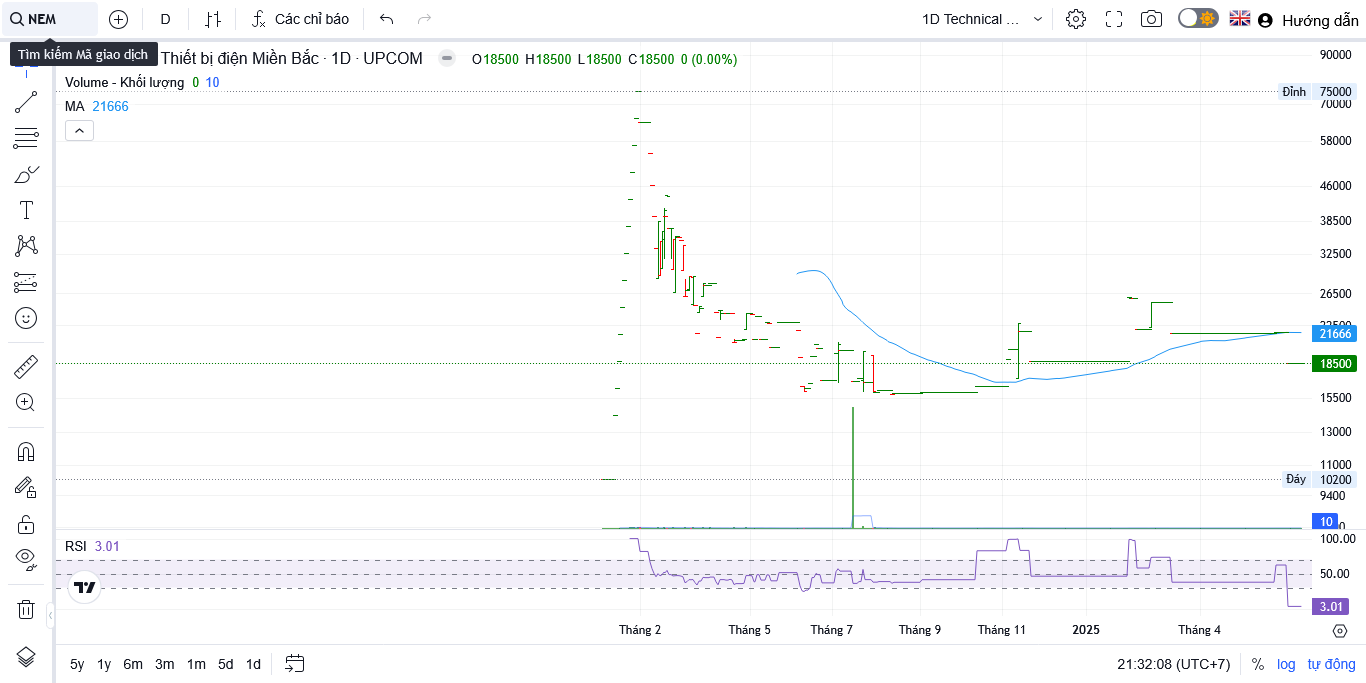 NEM
D
Các chỉ báo
1D Technical ...
Hướng dẫn
Tìm kiếm Mã giao dịch
Thiết bị điện Miền Bắc · 1D · UPCOM
O18500 H18500 L18500 C18500 0 (0.00%)
Volume - Khối lượng 0 10
MA 21666
90000
Đỉnh 75000
70000
58000
46000
38500
32500
26500
21666
18500
15500
13000
11000
Đáy 10200
9400
10
RSI 3.01
100.00
50.00
3.01
Tháng 2 Tháng 5 Tháng 7 Tháng 9 Tháng 11 2025 Tháng 4
5y 1y 6m 3m 1m 5d 1d
21:32:08 (UTC+7) % log tự động